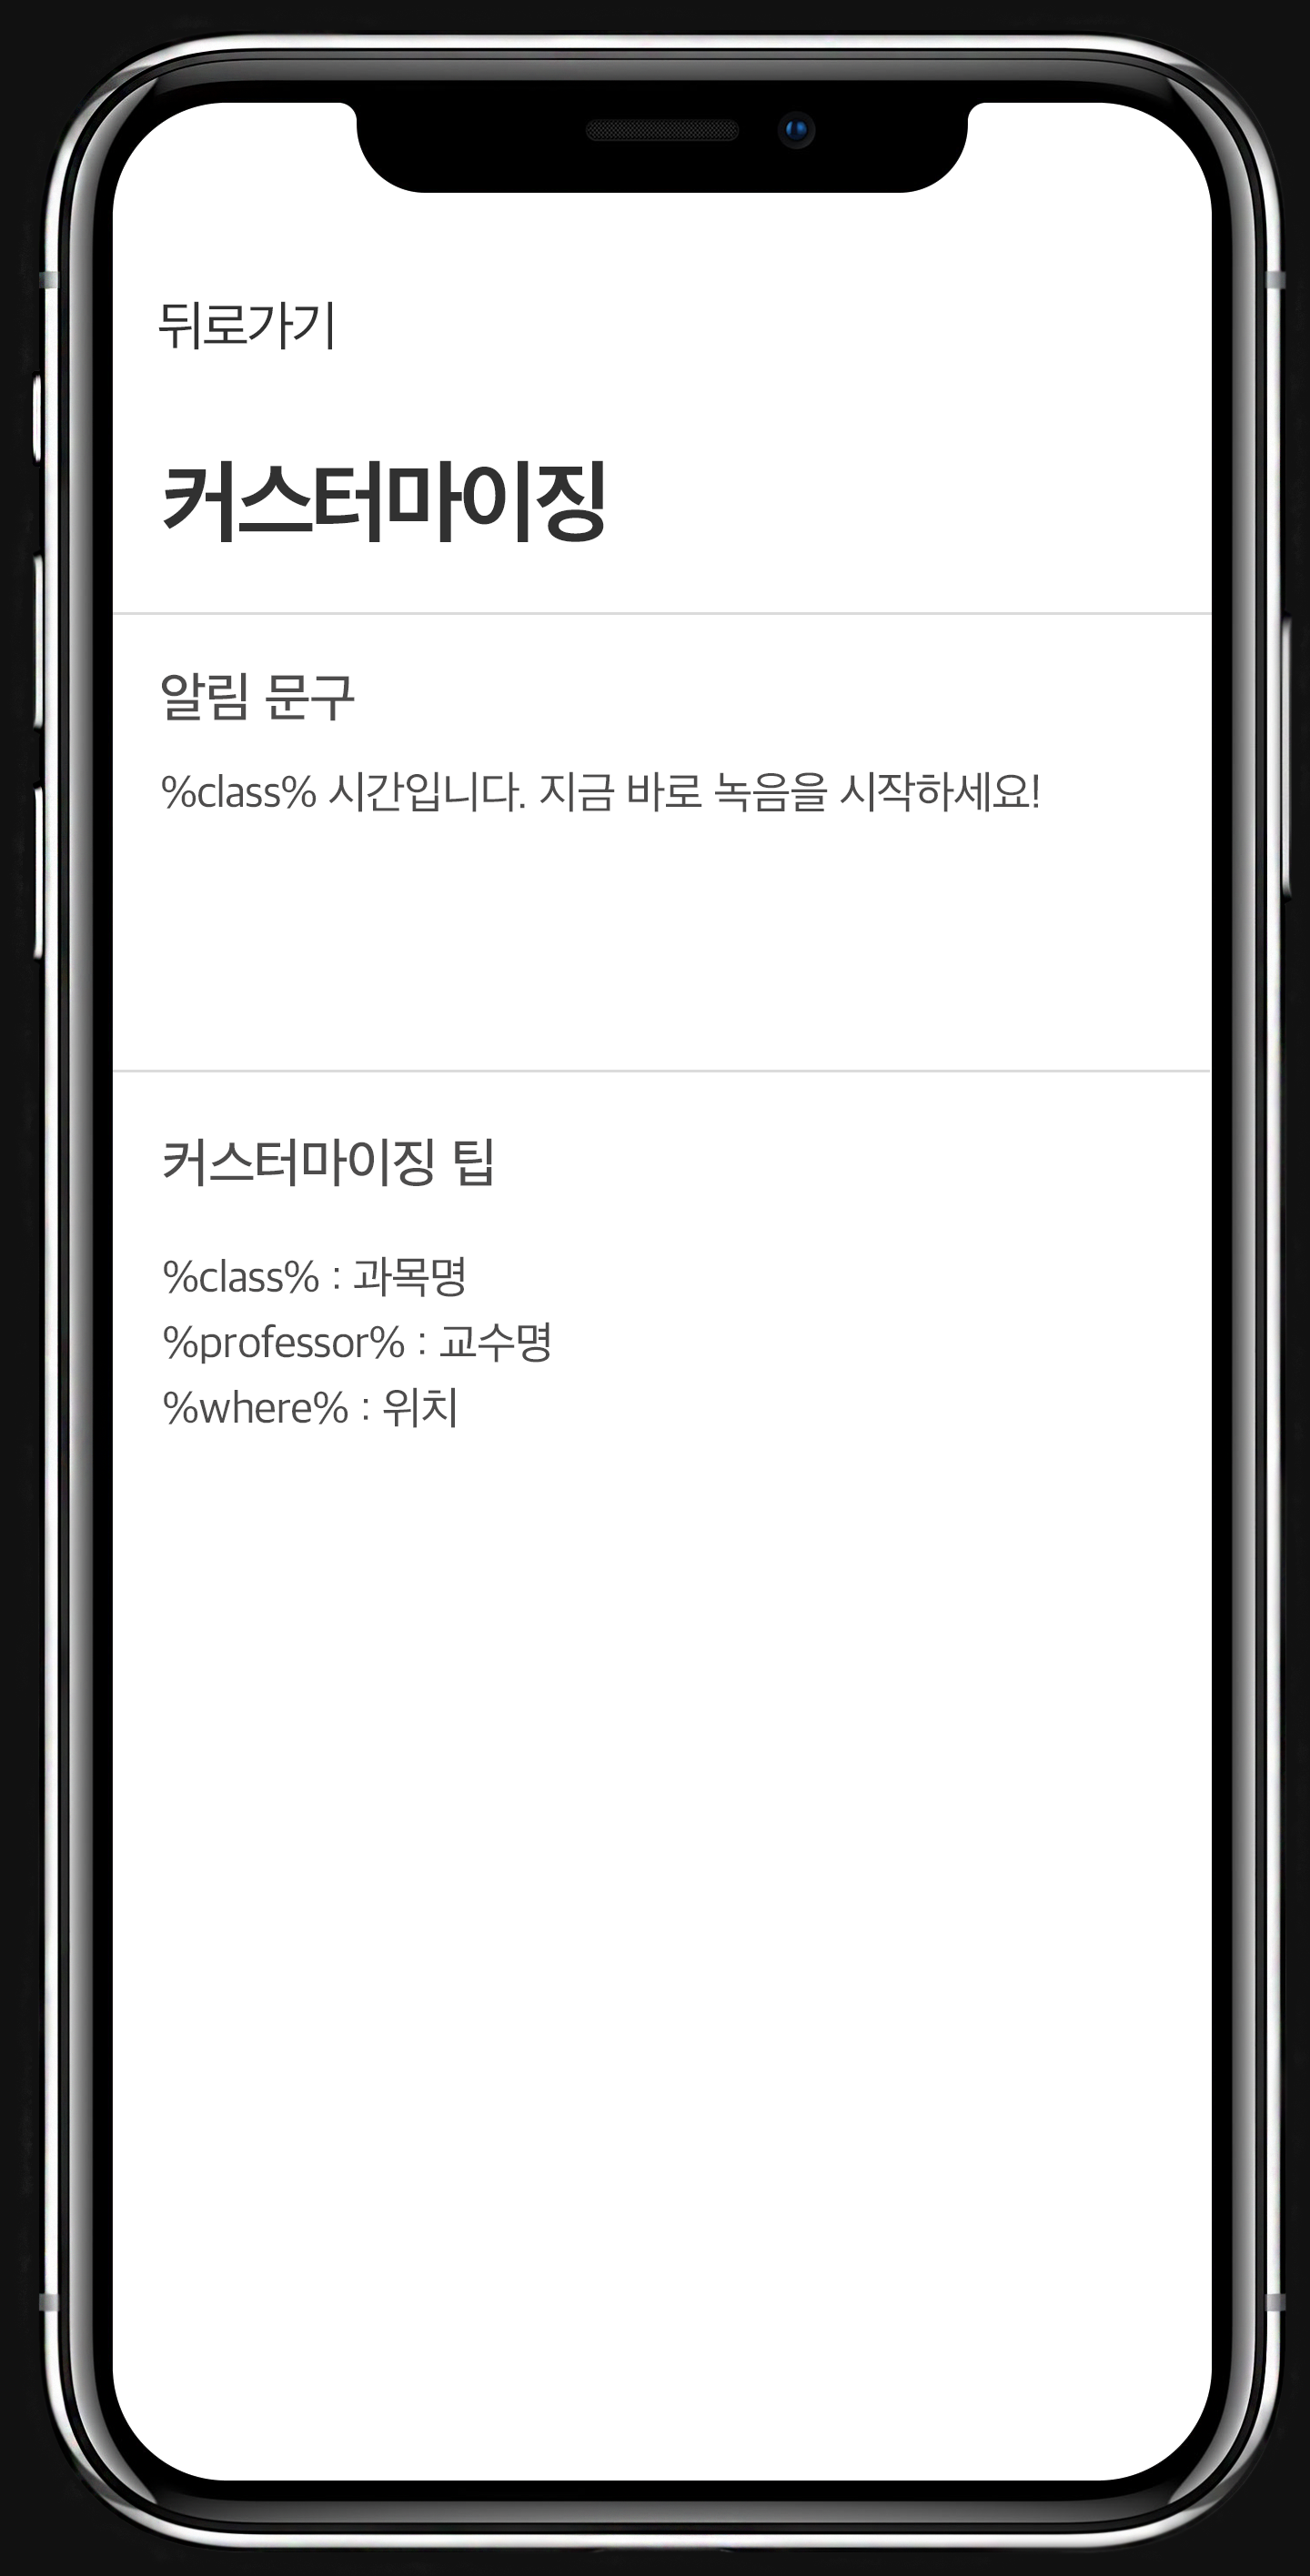 뒤로가기
커스터마이징
알림 문구
%class% 시간입니다. 지금 바로 녹음을 시작하세요!
커스터마이징 팁
%class% : 과목명
%professor% : 교수명
%where% : 위치